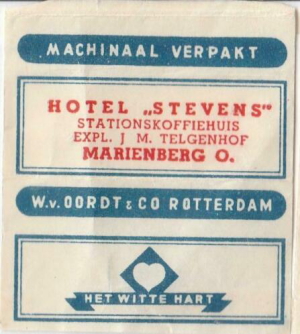 MACHINAAL VERPAKT
HOTEL „STEVENS”
STATIONSKOFFIEHUIS
EXPL. J M. TELGENHOF
MARIENBERG O.
W.v. OORDT & CO ROTTERDAM
HET WITTE HART